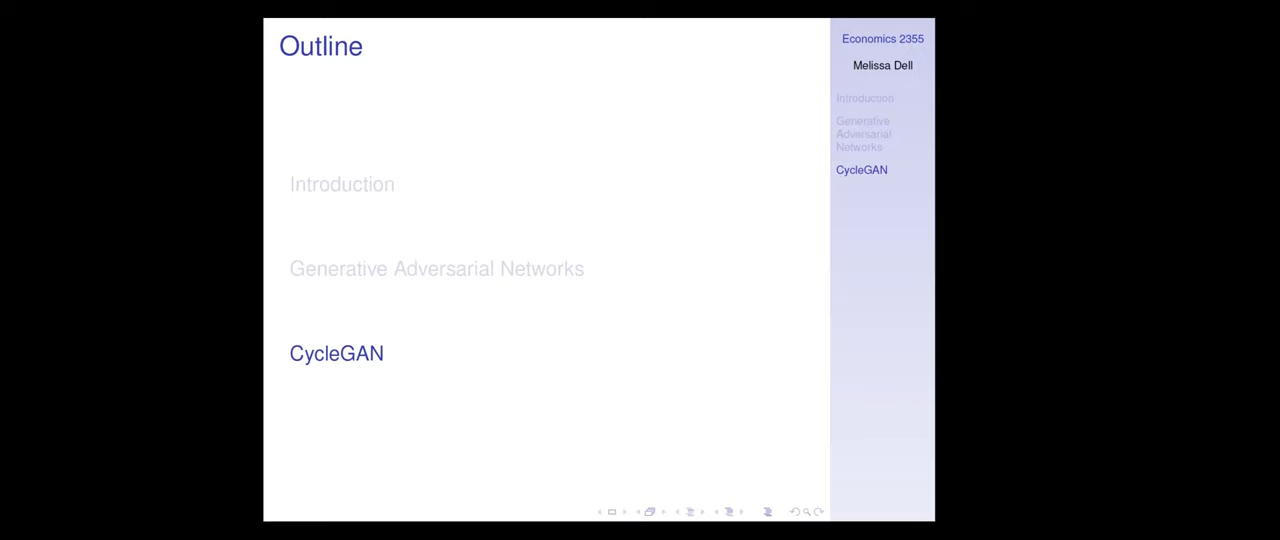 Outline
Introduction
Generative Adversarial Networks
CycleGAN
Economics 2355
Melissa Dell
Introduction
Generative
Adversarial
Networks
CycleGAN